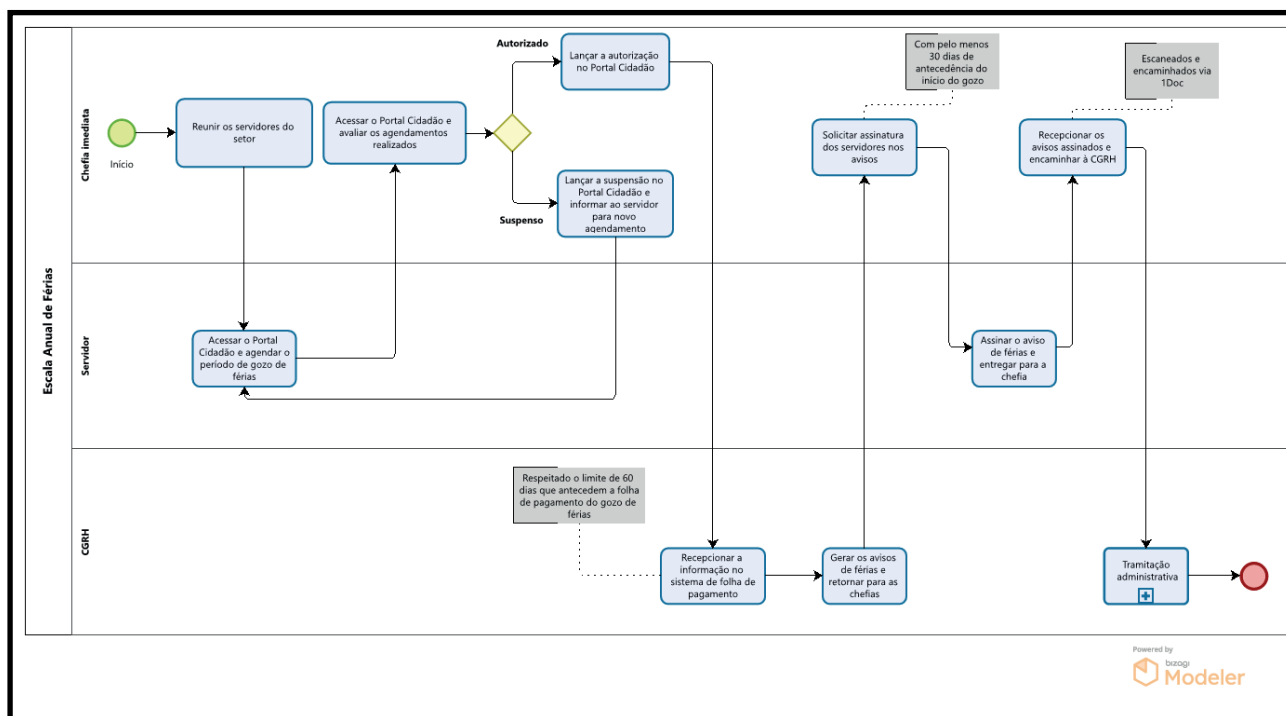 Escala Anual de Férias
Chefia imediata
Início
Reunir os servidores do
setor
Acessar o Portal Cidadão e
avaliar os agendamentos
realizados
Autorizado
Suspenso
Lançar a autorização
no Portal Cidadão
Lançar a suspensão no
Portal Cidadão e
informar ao servidor
para novo
agendamento
Com pelo menos
30 dias de
antecedência do
início do gozo
Solicitar assinatura
dos servidores nos
avisos
Escaneados e
encaminhados via
1Doc
Recepcionar os
avisos assinados e
encaminhar à CGRH
Servidor
Acessar o Portal
Cidadão e agendar o
período de gozo de
férias
Assinar o aviso
de férias e
entregar para a
chefia
CGRH
Respeitado o limite de 60
dias que antecedem a folha
de pagamento do gozo de
férias
Recepcionar a
informação no
sistema de folha de
pagamento
Gerar os avisos
de férias e
retornar para as
chefias
Tramitação
administrativa
Powered by
bizagi
Modeler